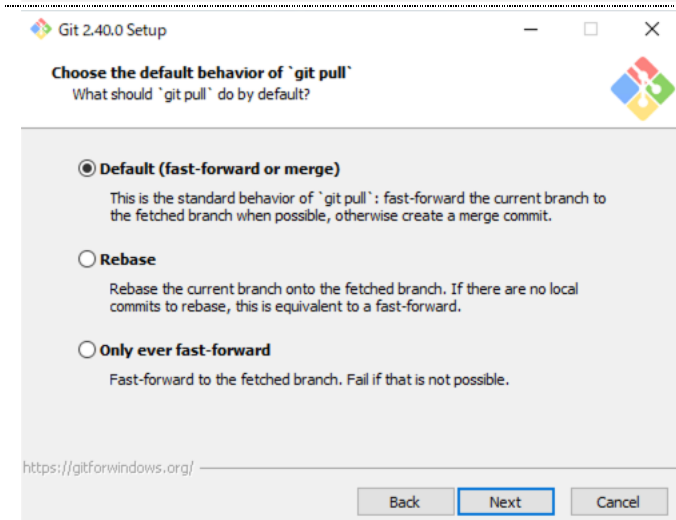 Git 2.40.0 Setup
Choose the default behavior of `git pull`
What should `git pull` do by default?
Default (fast-forward or merge)
This is the standard behavior of `git pull`: fast-forward the current branch to
the fetched branch when possible, otherwise create a merge commit.
Rebase
Rebase the current branch onto the fetched branch. If there are no local
commits to rebase, this is equivalent to a fast-forward.
Only ever fast-forward
Fast-forward to the fetched branch. Fail if that is not possible.
https://gitforwindows.org/
Back Next Cancel